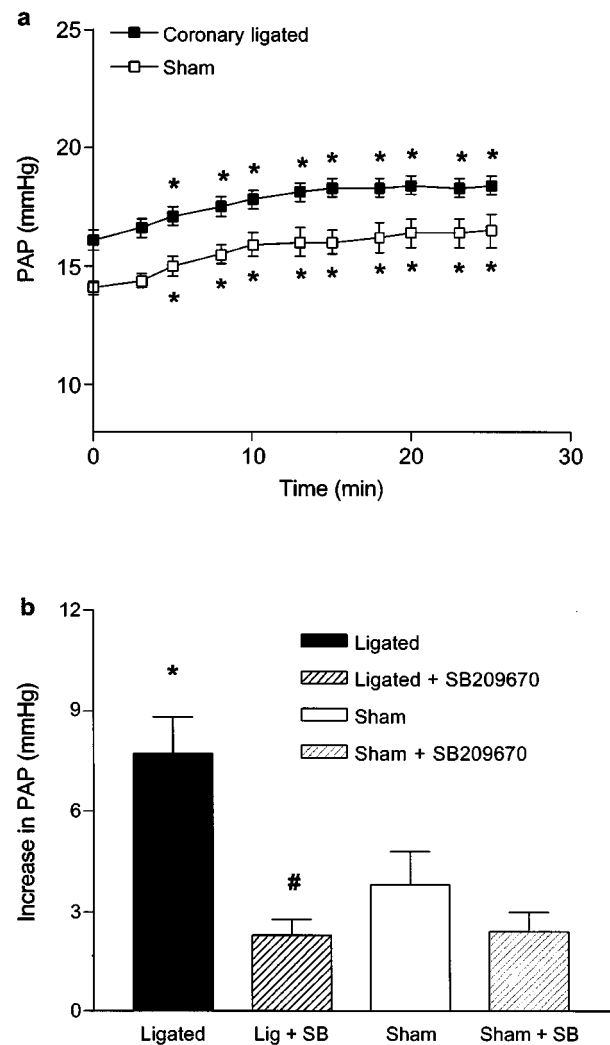 a
25
Coronary ligated
Sham
* * * * * * * * *
20
PAP (mmHg)
15
* * * * * * * * *
10
0 10 20 30
Time (min)
b
12
Ligated
* Ligated + SB209670
9
Sham
Sham + SB209670
Increase in PAP (mmHg)
6
#
3
0
Ligated Lig + SB Sham Sham + SB